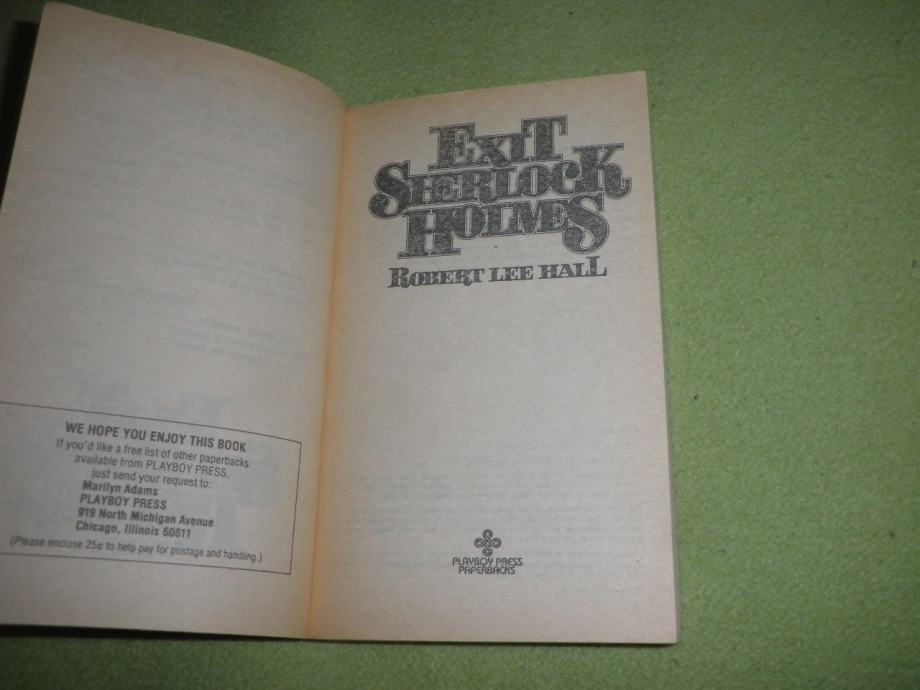 WE HOPE YOU ENJOY THIS BOOK
If you'd like a free list of other paperbacks
available from PLAYBOY PRESS,
just send your request to:
Marilyn Adams
PLAYBOY PRESS
919 North Michigan Avenue
Chicago, Illinois 60611
(Please enclose 25¢ to help pay for postage and handling.)
EXIT
SHERLOCK
HOLMES
ROBERT LEE HALL
PLAYBOY PRESS
PAPERBACKS